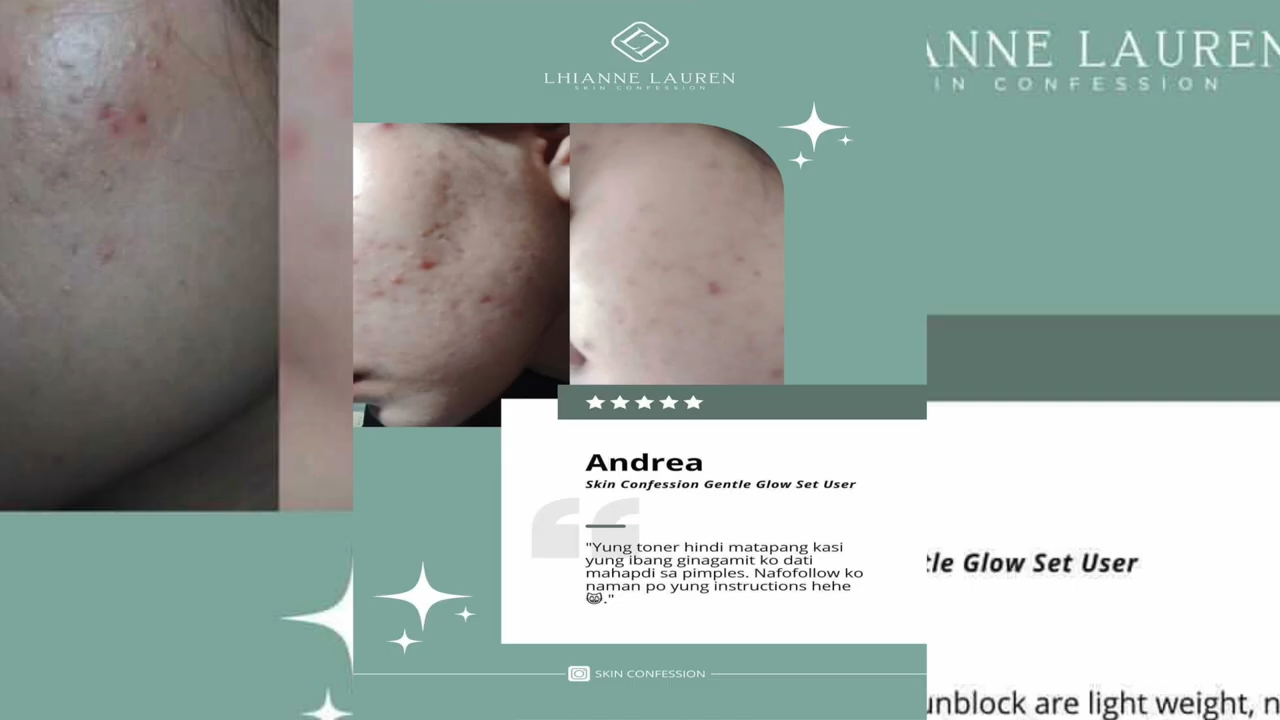 LHIANNE LAUREN
SKIN CONFESSION
ANNE LAUREN
IN CONFESSION
Andrea
Skin Confession Gentle Glow Set User
"Yung toner hindi matapang kasi
yung ibang ginagamit ko dati
mahapdi sa pimples. Nafofollow ko
naman po yung instructions hehe
😸."
SKIN CONFESSION
tle Glow Set User
unblock are light weight, n